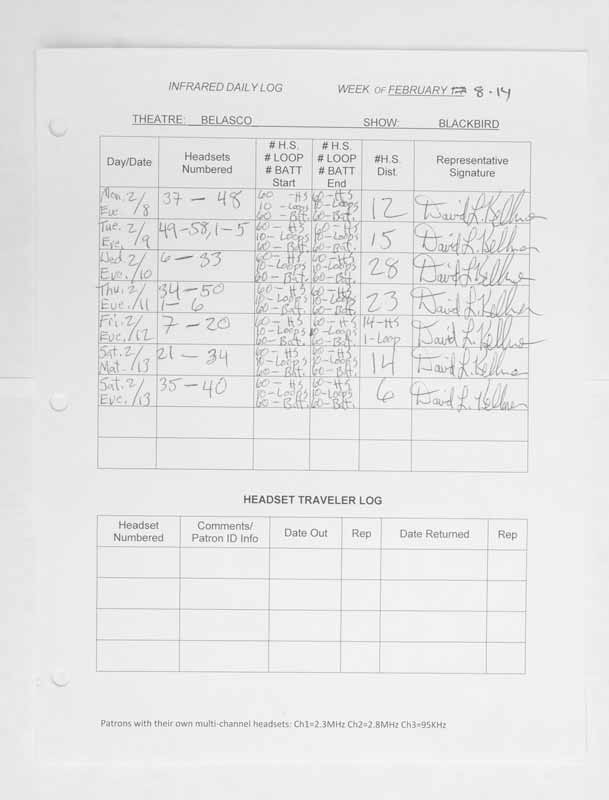 INFRARED DAILY LOG WEEK OF FEBRUARY 8-14
THEATRE: BELASCO SHOW: BLACKBIRD
Day/Date Headsets Numbered # H.S. # LOOP # BATT Start # H.S. # LOOP # BATT End #H.S. Dist. Representative Signature
Mon. 2/8 Eve 37 – 48 60 – HS 10 – Loops 60 – Batt. 60 – HS 10 – Loops 60 – Batt. 12 David L. Kellner
Tue. 2/9 Eve. 49–58, 1–5 60 – HS 10 – Loops 60 – Batt. 60 – HS 10 – Loops 60 – Batt. 15 David L. Kellner
Wed. 2/10 Eve. 6 – 33 60 – HS 10 – Loops 60 – Batt. 60 – HS 10 – Loops 60 – Batt. 28 David L. Kellner
Thu. 2/11 Eve. 34 – 50 1 – 6 60 – HS 10 – Loops 60 – Batt. 60 – HS 10 – Loops 60 – Batt. 23 David L. Kellner
Fri. 2/12 Eve. 7 – 20 60 – HS 10 – Loops 60 – Batt. 60 – HS 10 – Loops 60 – Batt. 14 – HS 1 – Loop David L. Kellner
Sat. 2/13 Mat. 21 – 34 60 – HS 10 – Loops 60 – Batt. 60 – HS 10 – Loops 60 – Batt. 14 David L. Kellner
Sat. 2/13 Eve. 35 – 40 60 – HS 10 – Loops 60 – Batt. 60 – HS 10 – Loops 60 – Batt. 6 David L. Kellner
HEADSET TRAVELER LOG
Headset Numbered Comments/ Patron ID Info Date Out Rep Date Returned Rep
Patrons with their own multi-channel headsets: Ch1=2.3MHz Ch2=2.8MHz Ch3=95KHz